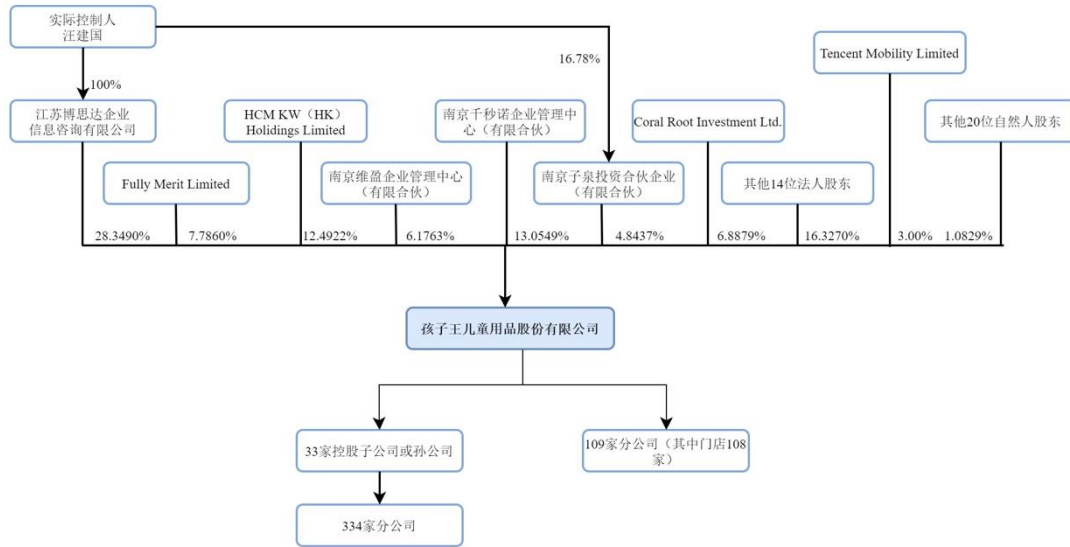 实际控制人
汪建国
16.78%
Tencent Mobility Limited
100%
江苏博思达企业
信息咨询有限公司
HCM KW（HK）
Holidings Limited
南京千秒诺企业管理中
心（有限合伙）
Coral Root Investment Ltd.
其他20位自然人股东
Fully Merit Limited
南京维盈企业管理中心
（有限合伙）
南京子泉投资合伙企业
（有限合伙）
其他14位法人股东
28.3490%
7.7860%
12.4922%
6.1763%
13.0549%
4.8437%
6.8879%
16.3270%
3.00%
1.0829%
孩子王儿童用品股份有限公司
33家控股子公司或孙公司
109家分公司（其中门店108
家）
334家分公司